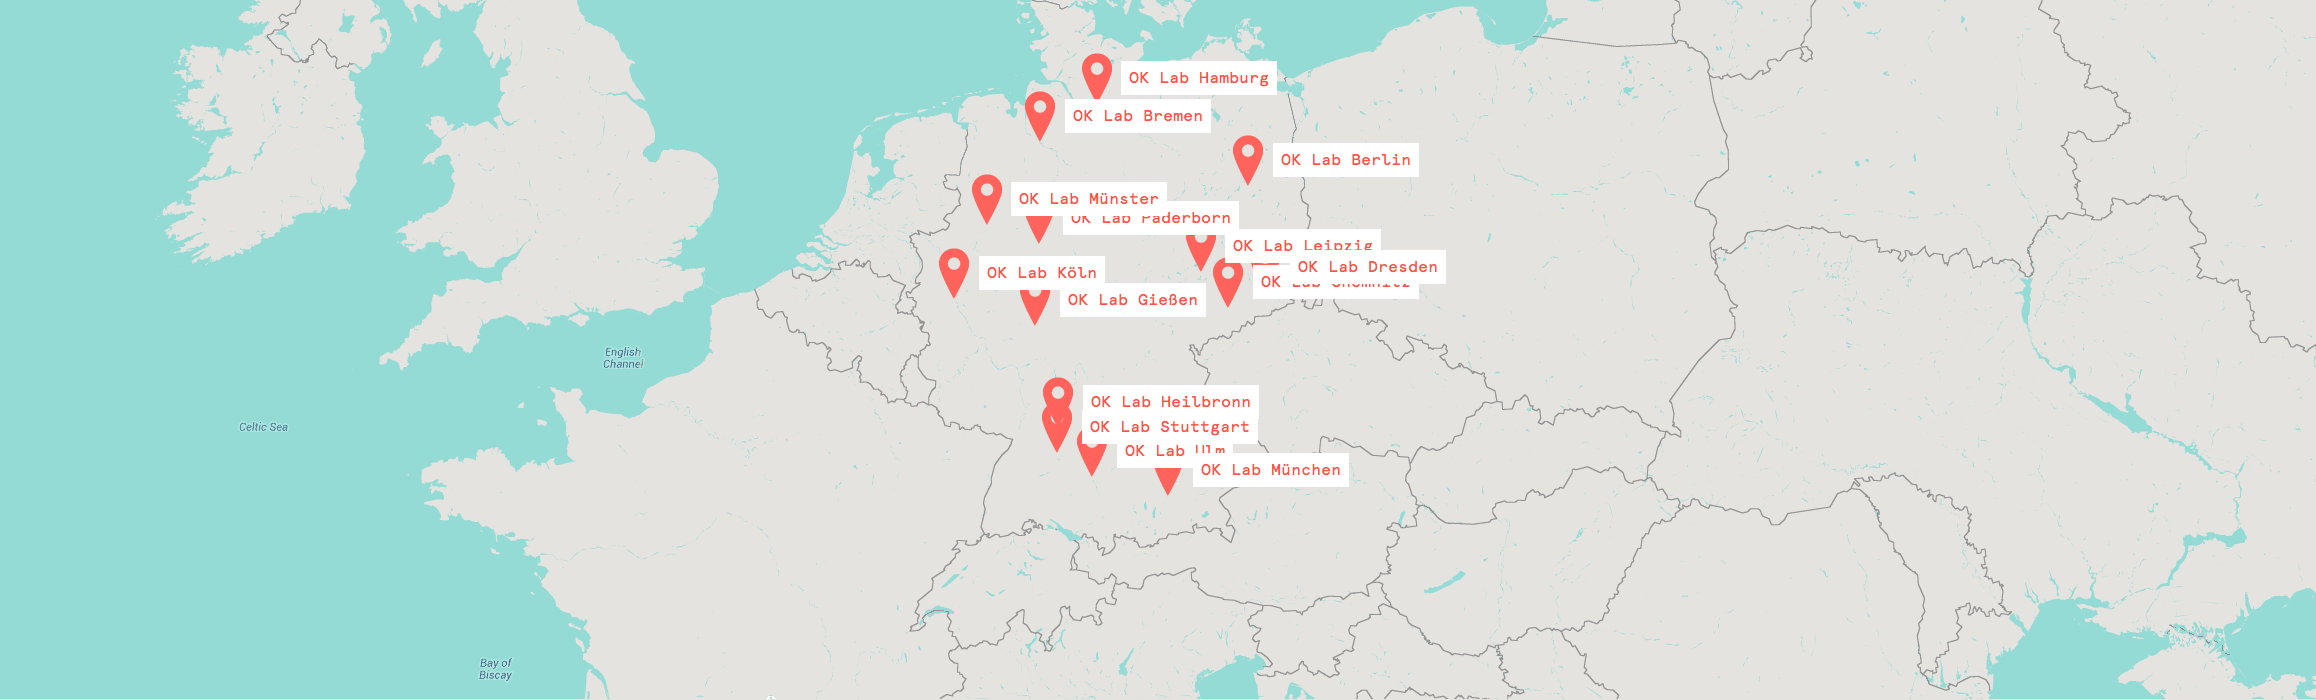 OK Lab Hamburg
OK Lab Bremen
OK Lab Berlin
OK Lab Münster
OK Lab Paderborn
OK Lab Leipzig
OK Lab Dresden
OK Lab Köln
OK Lab Chemnitz
OK Lab Gießen
English
Channel
OK Lab Heilbronn
Celtic Sea
OK Lab Stuttgart
OK Lab Ulm
OK Lab München
Bay of
Biscay